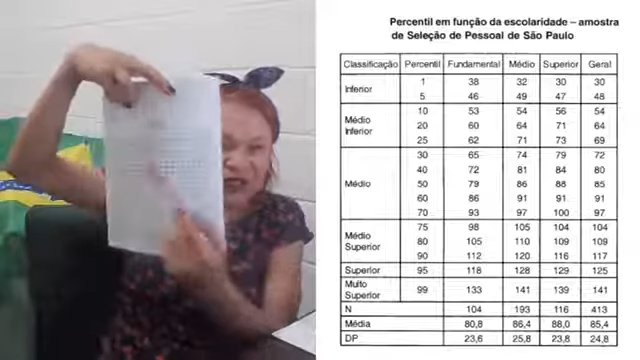 Percentil em função da escolaridade – amostra
de Seleção de Pessoal de São Paulo
Classificação Percentil Fundamental Médio Superior Geral
Inferior 1 38 32 30 30
5 46 49 47 48
Médio Inferior 10 53 54 56 54
20 60 64 71 64
25 62 71 73 69
Médio 30 65 74 79 72
40 72 81 84 80
50 79 86 88 85
60 86 91 91 91
70 93 97 100 97
Médio Superior 75 98 105 104 104
80 105 110 109 109
90 112 120 116 117
Superior 95 118 128 129 125
Muito Superior 99 133 141 139 141
N 104 193 116 413
Média 80,8 86,4 88,0 85,4
DP 23,6 25,8 23,8 24,8